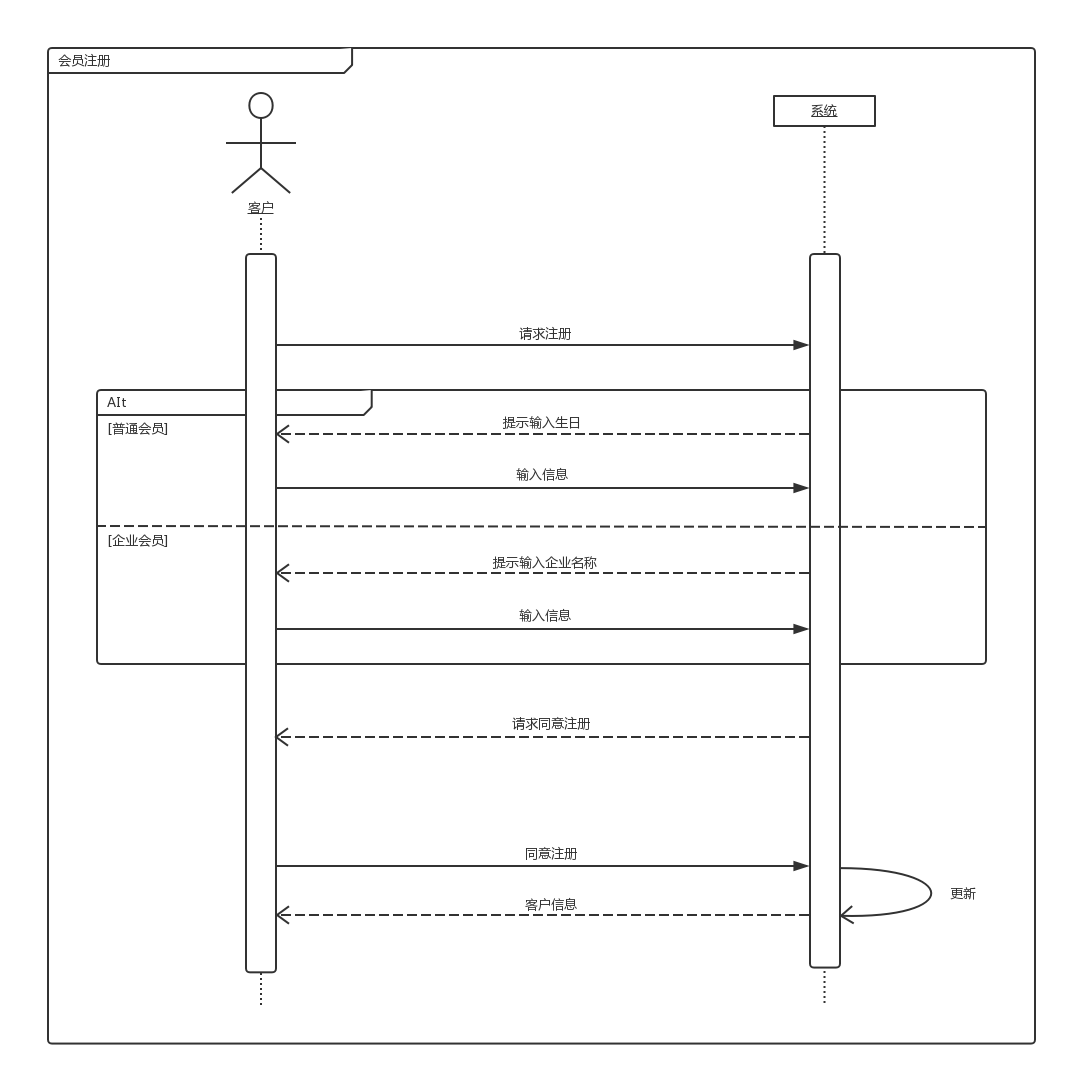 会员注册
系统
客户
请求注册
AIt
提示输入生日
[普通会员]
输入信息
[企业会员]
提示输入企业名称
输入信息
请求同意注册
同意注册
更新
客户信息